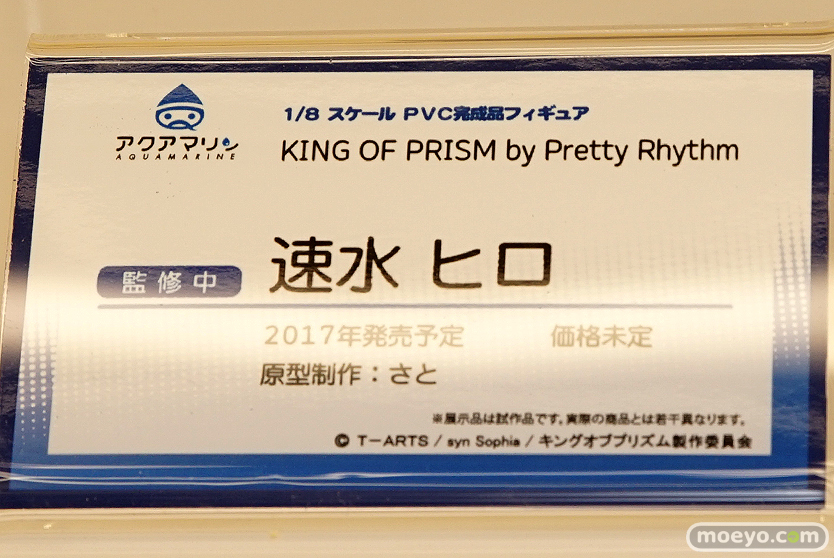 アクアマリン
AQUAMARINE
1/8 スケール PVC完成品フィギュア
KING OF PRISM by Pretty Rhythm
監修中
速水 ヒロ
2017年発売予定 価格未定
原型制作：さと
※展示品は試作品です。実際の商品とは若干異なります。
© T-ARTS / syn Sophia / キングオブプリズム製作委員会
moeyo.com